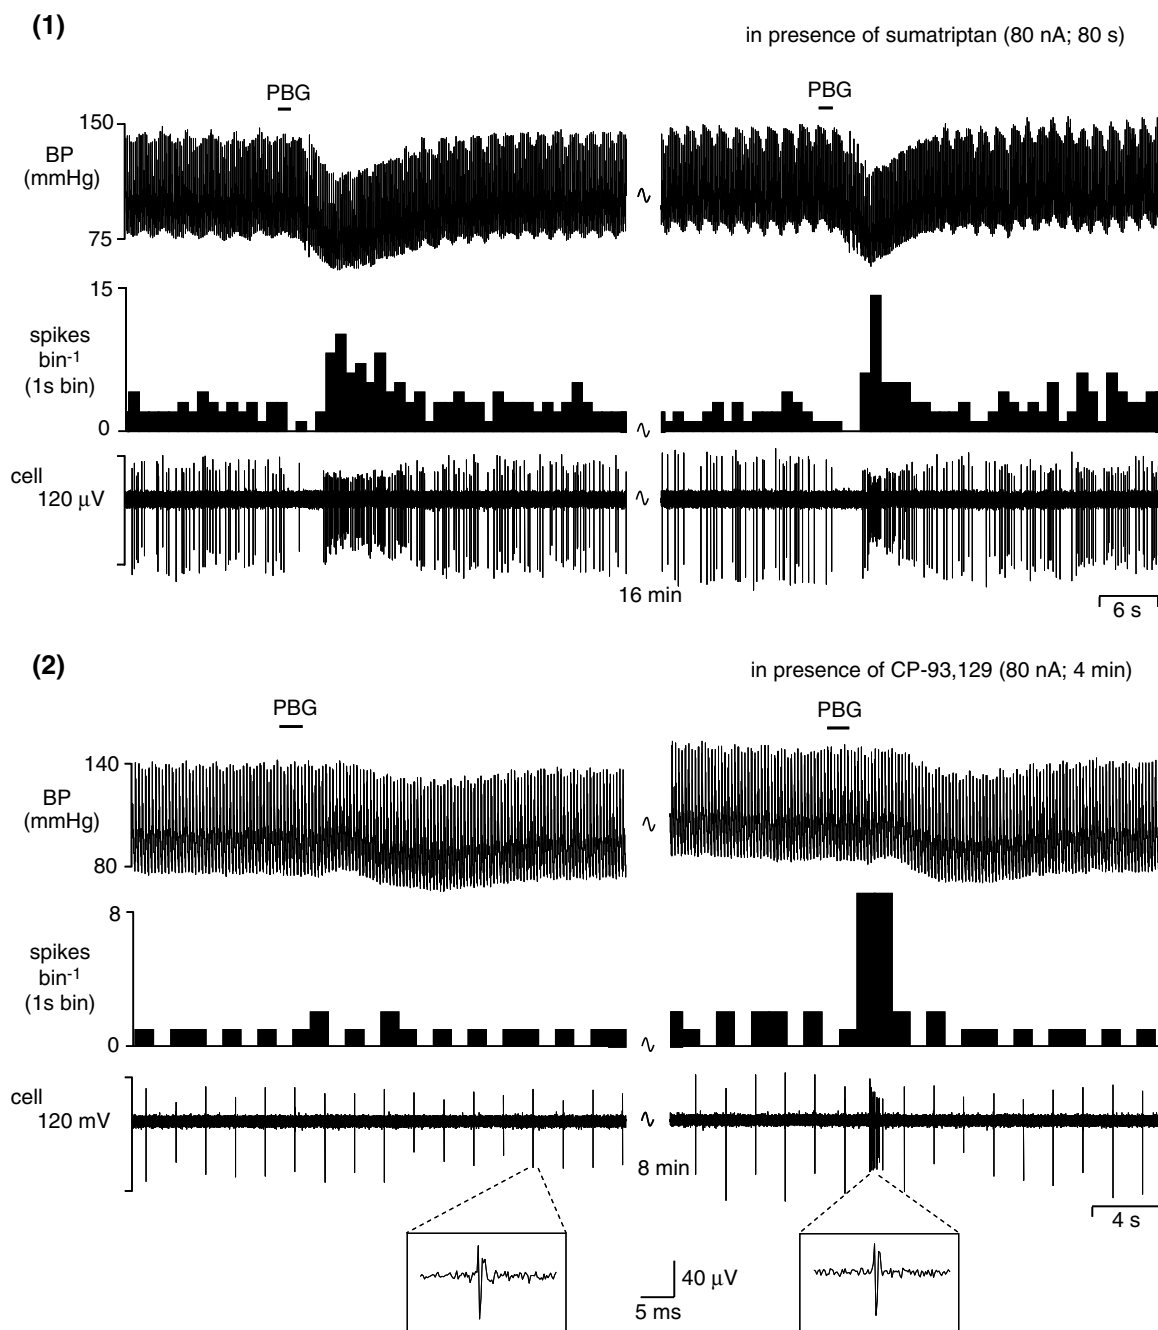 (1)
in presence of sumatriptan (80 nA; 80 s)
PBG
PBG
150
BP
(mmHg)
75
15
spikes
bin-1
(1s bin)
0
cell
120 μV
16 min
6 s
(2)
in presence of CP-93,129 (80 nA; 4 min)
PBG
PBG
140
BP
(mmHg)
80
8
spikes
bin-1
(1s bin)
0
cell
120 mV
8 min
4 s
40 μV
5 ms